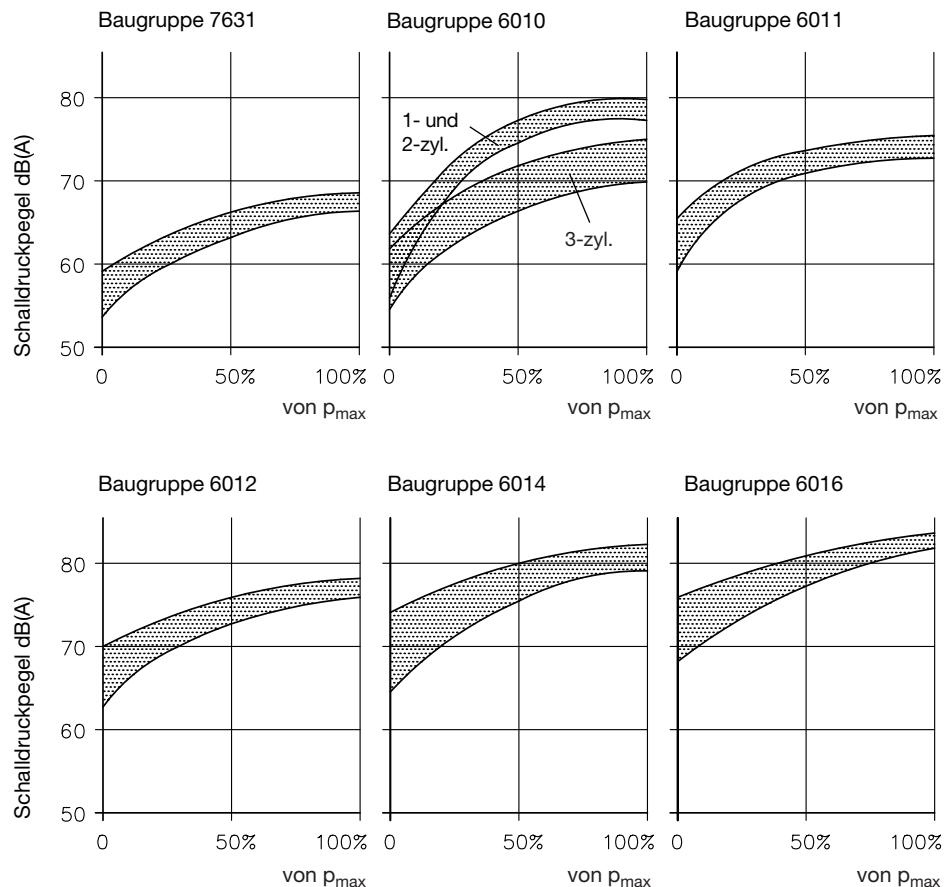 Baugruppe 7631
Baugruppe 6010
Baugruppe 6011
Schalldruckpegel dB(A)
80
70
60
50
1- und
2-zyl.
3-zyl.
0 50% 100%
von pmax
0 50% 100%
von pmax
0 50% 100%
von pmax
Baugruppe 6012
Baugruppe 6014
Baugruppe 6016
Schalldruckpegel dB(A)
80
70
60
50
0 50% 100%
von pmax
0 50% 100%
von pmax
0 50% 100%
von pmax